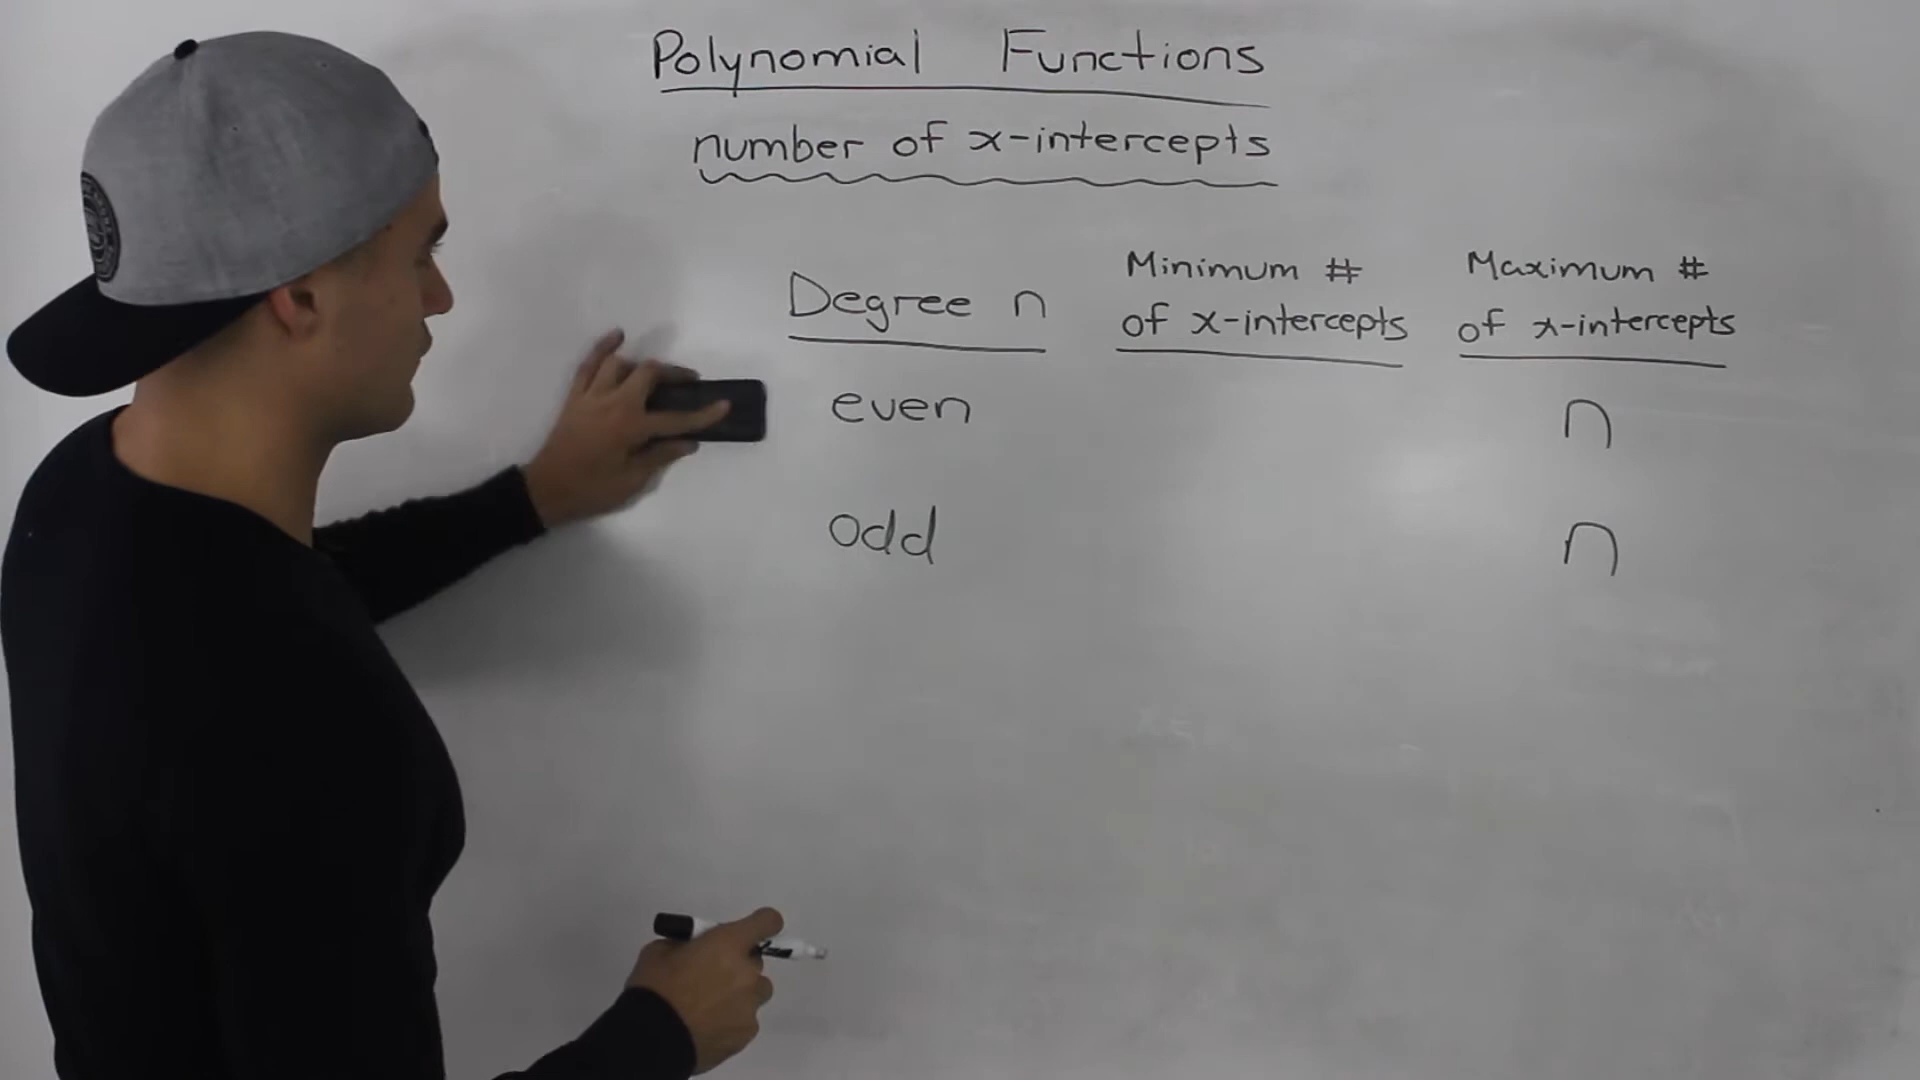 Polynomial Functions
number of x-intercepts
Degree n
Minimum #
of x-intercepts
Maximum #
of x-intercepts
even n
odd n